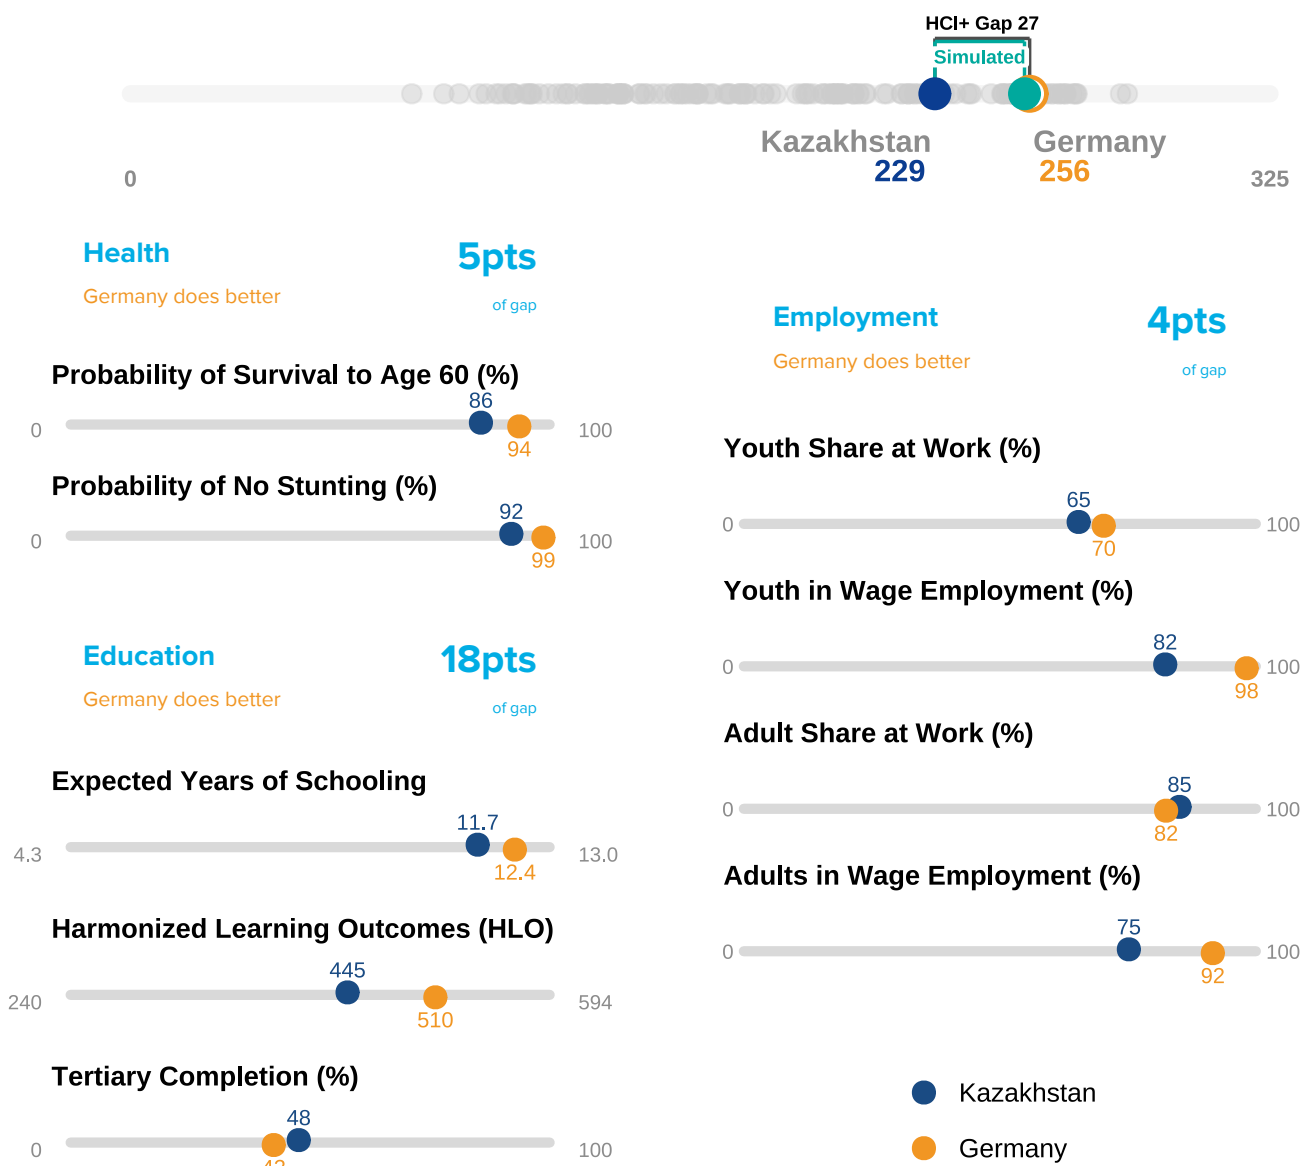 HCI+ Gap 27
Simulated
Kazakhstan
229
Germany
256
0
325
Health
5pts
Germany does better
of gap
Probability of Survival to Age 60 (%)
86
0
100
94
Probability of No Stunting (%)
92
0
100
99
Education
18pts
Germany does better
of gap
Expected Years of Schooling
11.7
4.3
13.0
12.4
Harmonized Learning Outcomes (HLO)
445
240
594
510
Tertiary Completion (%)
48
0
100
Employment
4pts
Germany does better
of gap
Youth Share at Work (%)
65
0
100
70
Youth in Wage Employment (%)
82
0
100
98
Adult Share at Work (%)
85
0
100
82
Adults in Wage Employment (%)
75
0
100
92
Kazakhstan
Germany